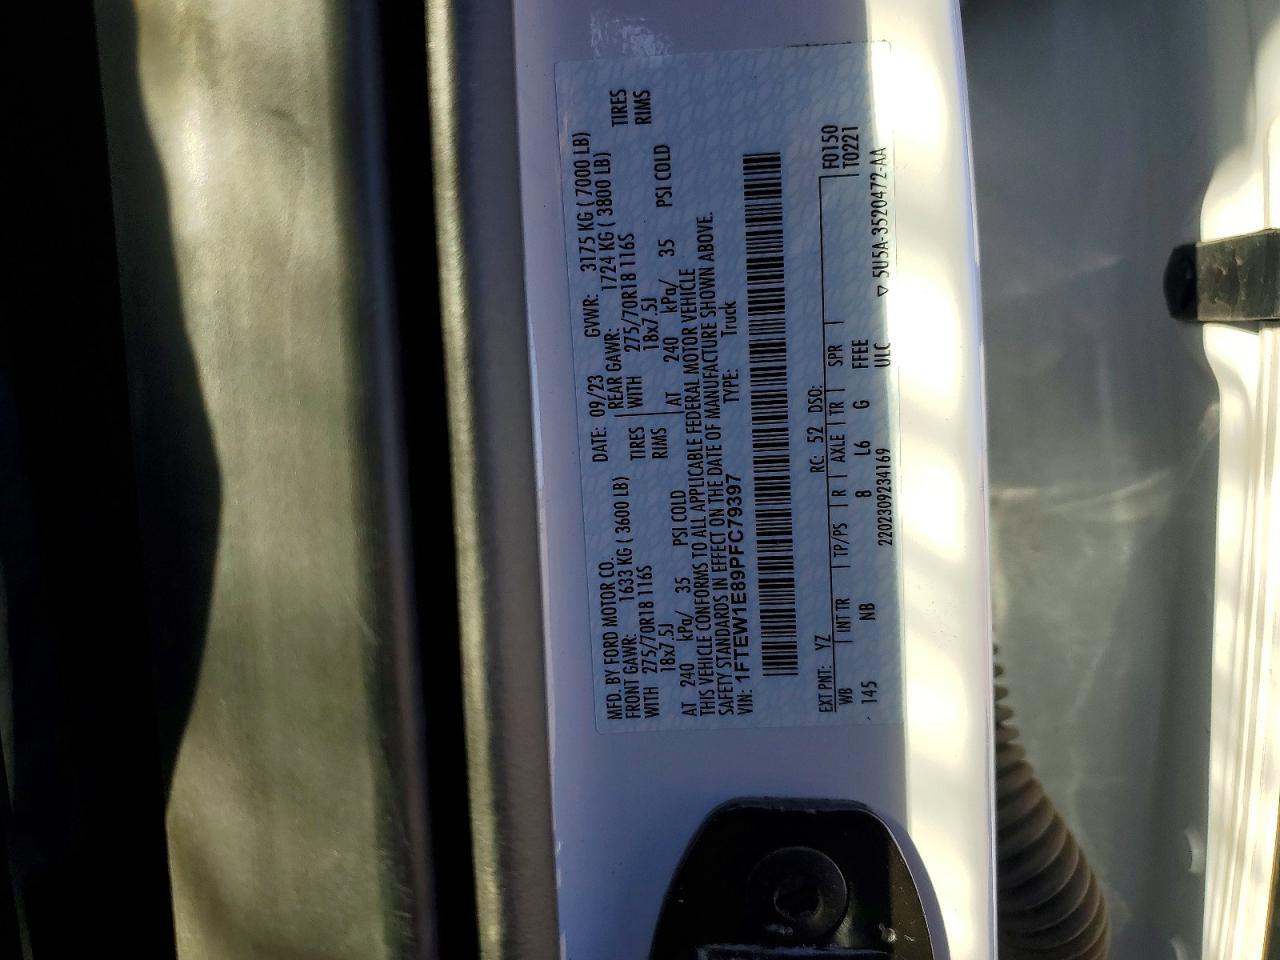 MFD. BY FORD MOTOR CO. DATE: 09/23 GVWR: 3175 KG ( 7000 LB)
FRONT GAWR: 1633 KG ( 3600 LB) REAR GAWR: 1724 KG ( 3800 LB)
WITH 275/70R18 116S TIRES WITH 275/70R18 116S TIRES
18x7.5J RIMS 18x7.5J RIMS
AT 240 kPa/ 35 PSI COLD AT 240 kPa/ 35 PSI COLD
THIS VEHICLE CONFORMS TO ALL APPLICABLE FEDERAL MOTOR VEHICLE
SAFETY STANDARDS IN EFFECT ON THE DATE OF MANUFACTURE SHOWN ABOVE.
VIN: 1FTEW1E89PFC79397 TYPE: Truck
EXT PNT: YZ RC: 52 DSO: F0150
WB INT TR TP/PS R AXLE TR SPR T0221
145 NB 8 L6 G FFEE
2202309234169 ULC ▽ 5U5A-3520472-AA